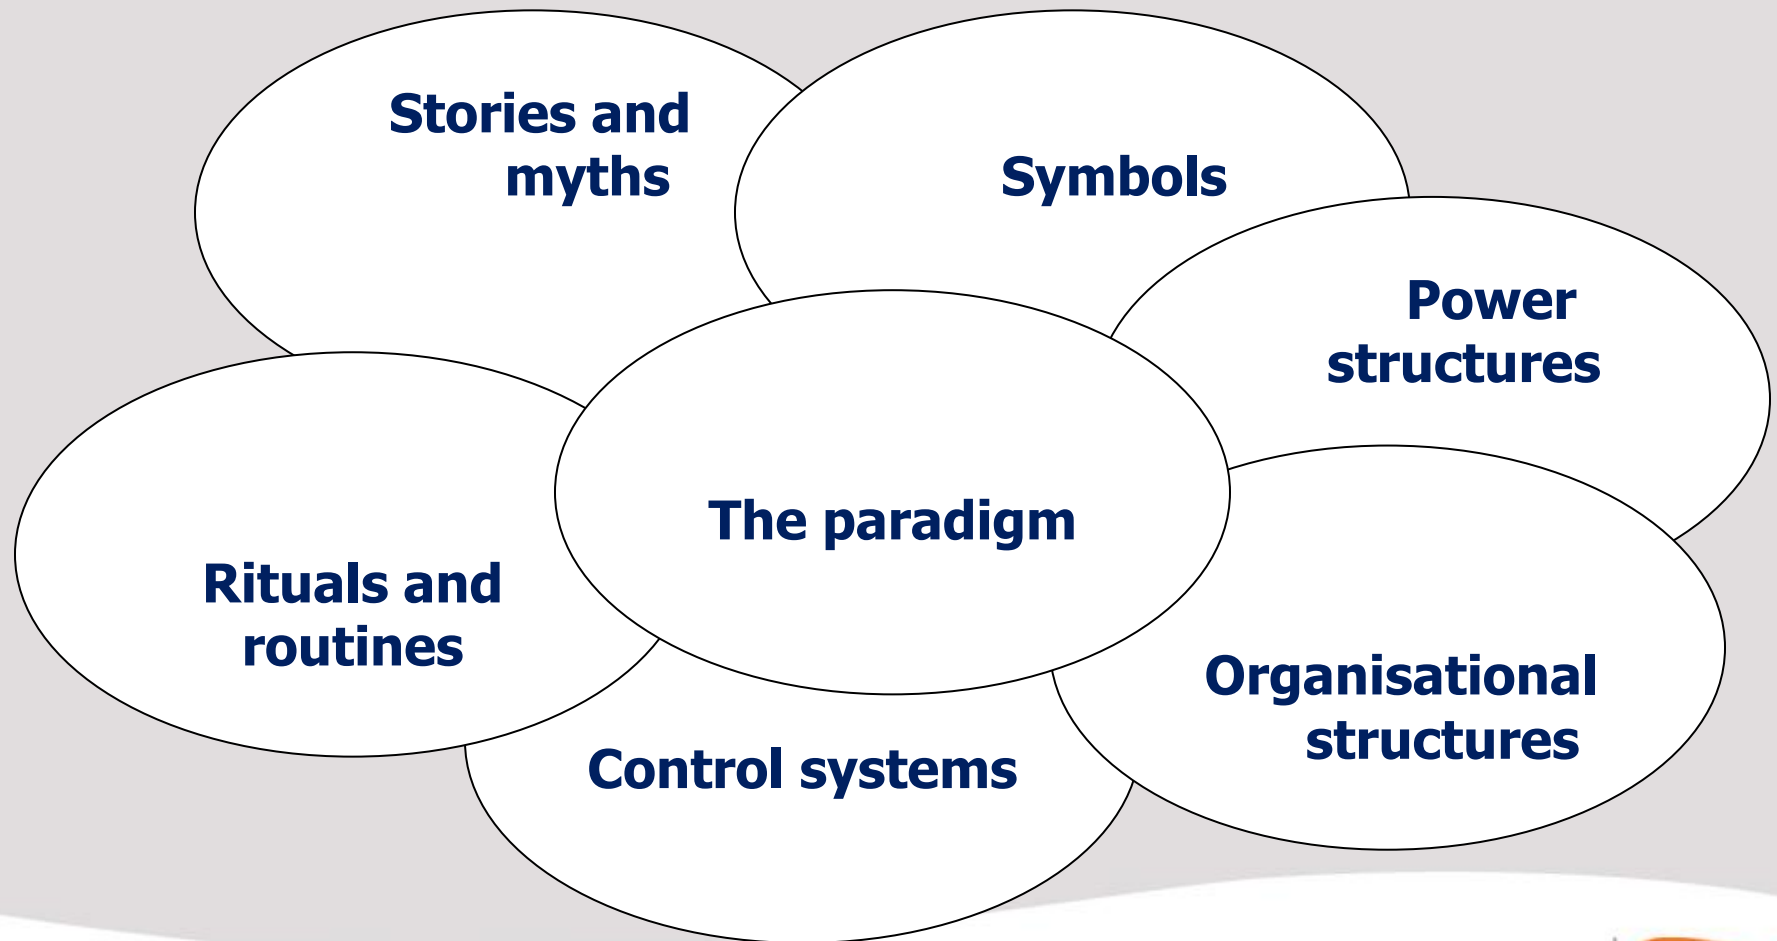 Stories and
myths
Symbols
Power
structures
The paradigm
Rituals and
routines
Organisational
structures
Control systems